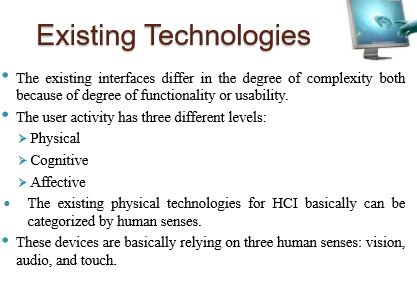 Existing Technologies
• The existing interfaces differ in the degree of complexity both
because of degree of functionality or usability.
• The user activity has three different levels:
➢ Physical
➢ Cognitive
➢ Affective
• The existing physical technologies for HCI basically can be
categorized by human senses.
• These devices are basically relying on three human senses: vision,
audio, and touch.